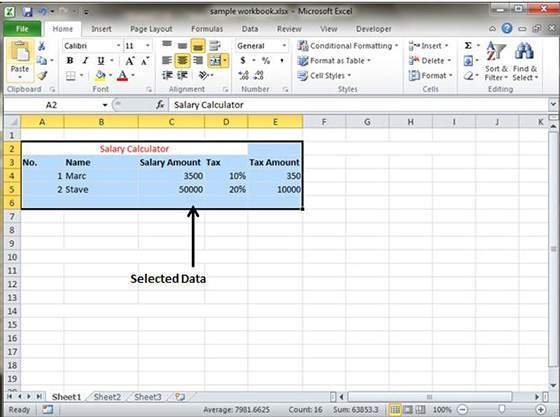 sample workbook.xlsx - Microsoft Excel
File Home Insert Page Layout Formulas Data View Developer
Paste
Calibri 11
General
Conditional Formatting
Format as Table
Cell Styles
Insert
Delete
Format
Sort & Filter
Find & Select
Clipboard Font Alignment Number Styles Cells Editing
A2 fx Salary Calculator
A B C D E F G H I J K
1
2 Salary Calculator
3 No. Name Salary Amount Tax Tax Amount
4 1 Marc 3500 10% 350
5 2 Stave 50000 20% 10000
6
7
8
9
10
11
Selected Data
12
13
14
15
16
17
18
19
Sheet1 Sheet2 Sheet3
Ready Average: 7981.6625 Count: 16 Sum: 63853.3 100%